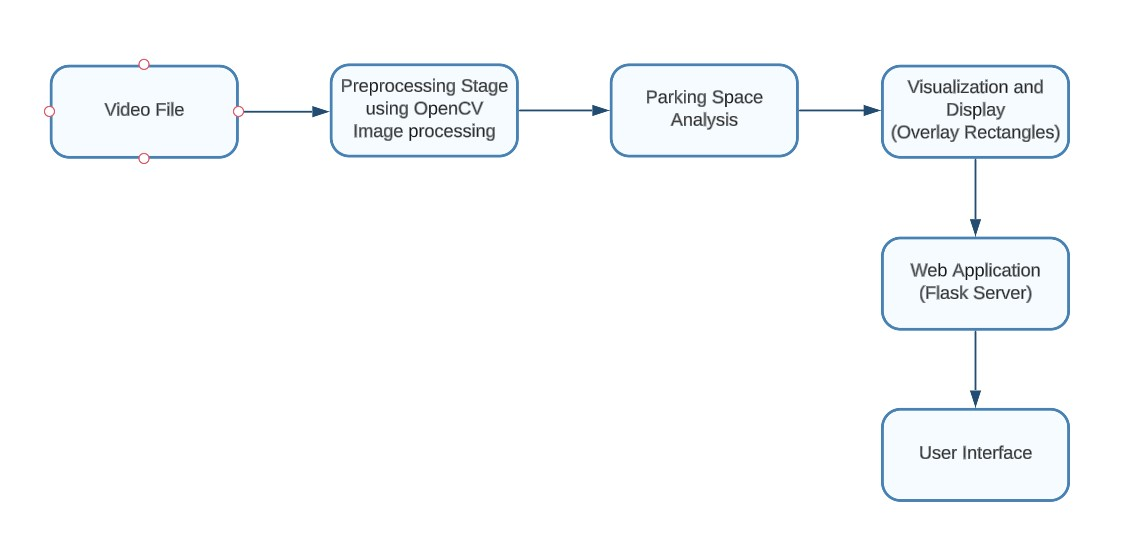 Video File
Preprocessing Stage
using OpenCV
Image processing
Parking Space
Analysis
Visualization and
Display
(Overlay Rectangles)
Web Application
(Flask Server)
User Interface